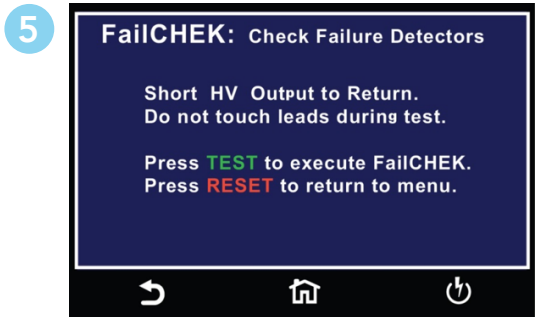 5
FailCHEK: Check Failure Detectors
Short HV Output to Return.
Do not touch leads during test.
Press TEST to execute FailCHEK.
Press RESET to return to menu.